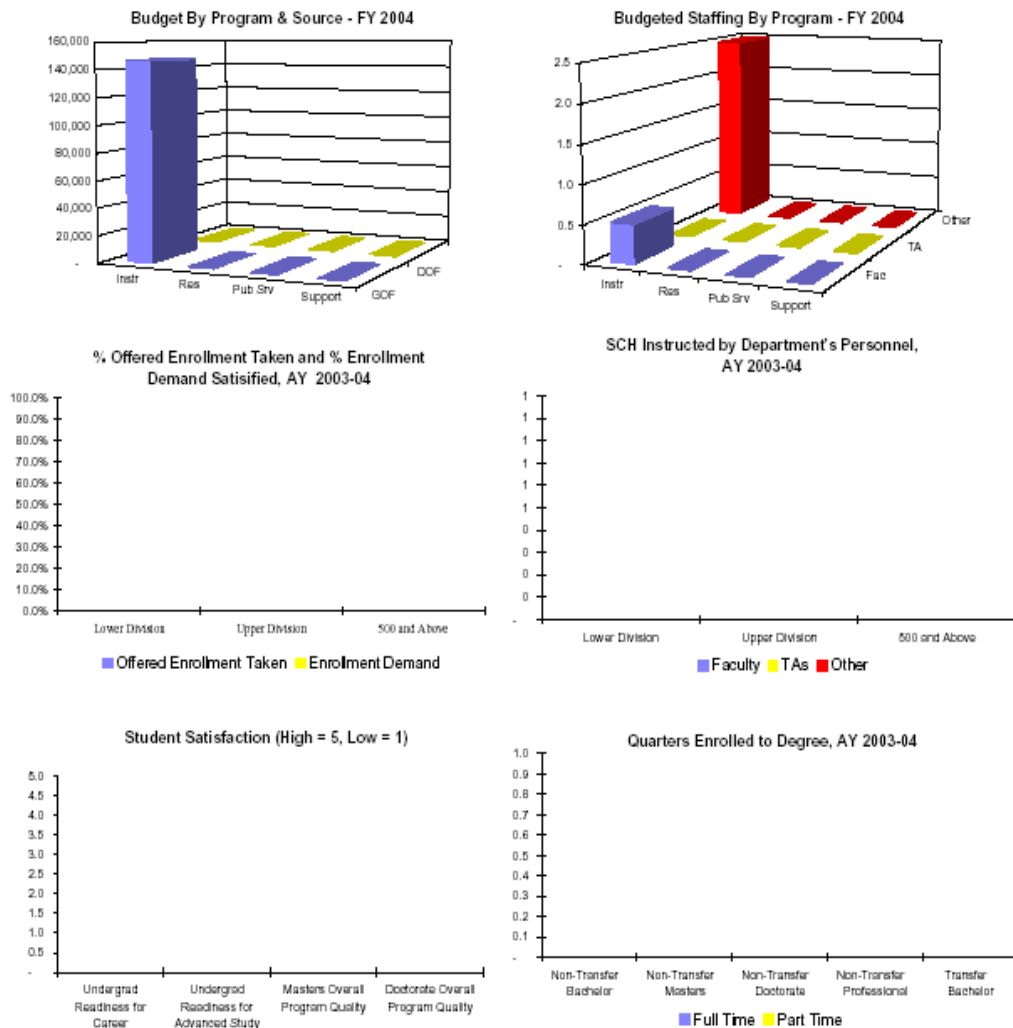 Budget By Program & Source - FY 2004
160,000
140,000
120,000
100,000
80,000
60,000
40,000
20,000
-
Instr
Res
Pub Srv
Support
GOF
DOF
Budgeted Staffing By Program - FY 2004
2.5
2.0
1.5
1.0
0.5
-
Instr
Res
Pub Srv
Support
Fac
TA
Other
% Offered Enrollment Taken and % Enrollment
Demand Satisified, AY 2003-04
100.0%
90.0%
80.0%
70.0%
60.0%
50.0%
40.0%
30.0%
20.0%
10.0%
0.0%
Lower Division Upper Division 500 and Above
Offered Enrollment Taken Enrollment Demand
SCH Instructed by Department's Personnel,
AY 2003-04
1
1
1
1
1
1
0
0
0
0
-
Lower Division Upper Division 500 and Above
Faculty TAs Other
Student Satisfaction (High = 5, Low = 1)
5.0
4.5
4.0
3.5
3.0
2.5
2.0
1.5
1.0
0.5
-
Undergrad Undergrad Masters Overall Doctorate Overall
Readiness for Readiness for Program Quality Program Quality
Career Advanced Study
Quarters Enrolled to Degree, AY 2003-04
1.0
0.9
0.8
0.7
0.6
0.5
0.4
0.3
0.2
0.1
-
Non-Transfer Non-Transfer Non-Transfer Non-Transfer Transfer
Bachelor Masters Doctorate Professional Bachelor
Full Time Part Time